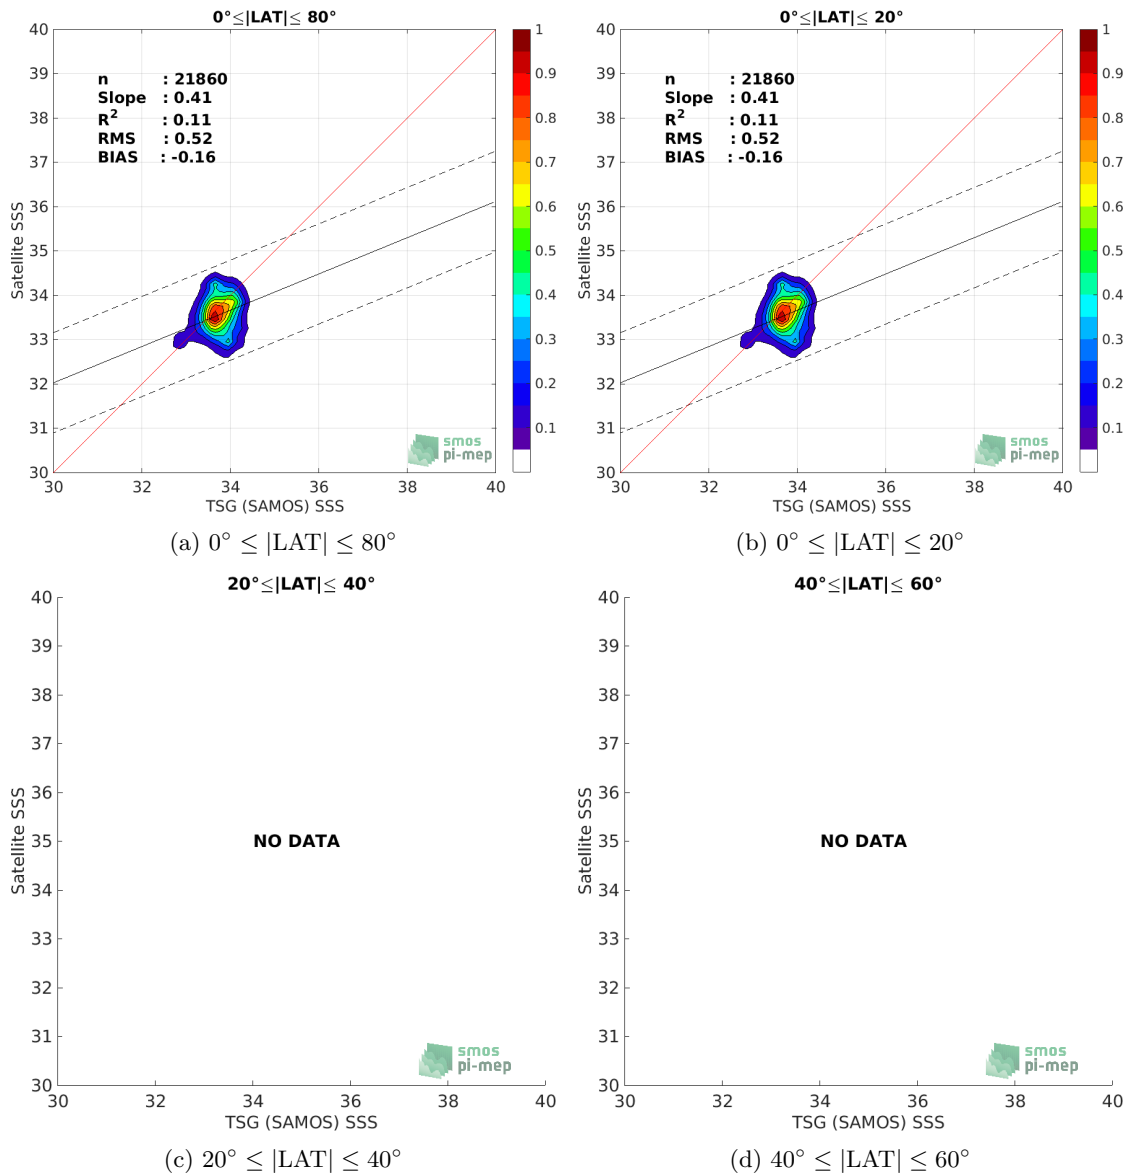 0°≤|LAT|≤ 80°
n : 21860
Slope : 0.41
R2 : 0.11
RMS : 0.52
BIAS : -0.16
40
39
38
37
36
35
34
33
32
31
30
Satellite SSS
30 32 34 36 38 40
TSG (SAMOS) SSS
1
0.9
0.8
0.7
0.6
0.5
0.4
0.3
0.2
0.1
smos
pi-mep
(a) 0° ≤ |LAT| ≤ 80°
0°≤|LAT|≤ 20°
n : 21860
Slope : 0.41
R2 : 0.11
RMS : 0.52
BIAS : -0.16
40
39
38
37
36
35
34
33
32
31
30
Satellite SSS
30 32 34 36 38 40
TSG (SAMOS) SSS
1
0.9
0.8
0.7
0.6
0.5
0.4
0.3
0.2
0.1
smos
pi-mep
(b) 0° ≤ |LAT| ≤ 20°
20°≤|LAT|≤ 40°
40
39
38
37
36
35
34
33
32
31
30
Satellite SSS
NO DATA
30 32 34 36 38 40
TSG (SAMOS) SSS
smos
pi-mep
(c) 20° ≤ |LAT| ≤ 40°
40°≤|LAT|≤ 60°
40
39
38
37
36
35
34
33
32
31
30
Satellite SSS
NO DATA
30 32 34 36 38 40
TSG (SAMOS) SSS
smos
pi-mep
(d) 40° ≤ |LAT| ≤ 60°